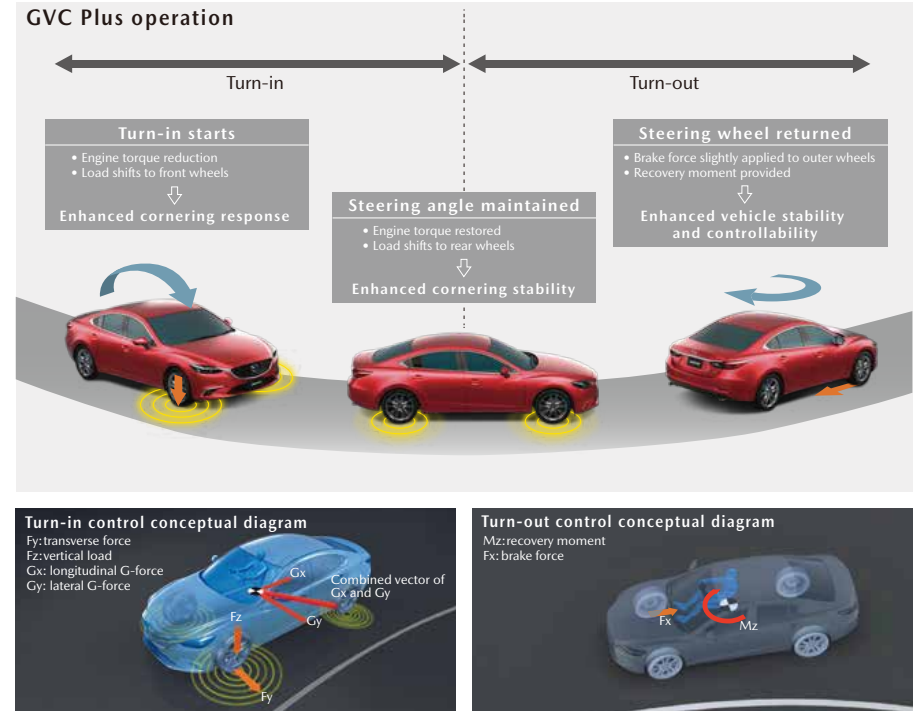 GVC Plus operation
Turn-in
Turn-out
Turn-in starts
• Engine torque reduction
• Load shifts to front wheels
Enhanced cornering response
Steering angle maintained
• Engine torque restored
• Load shifts to rear wheels
Enhanced cornering stability
Steering wheel returned
• Brake force slightly applied to outer wheels
• Recovery moment provided
Enhanced vehicle stability
and controllability
Turn-in control conceptual diagram
Fy: transverse force
Fz: vertical load
Gx: longitudinal G-force
Gy: lateral G-force
Gx
Combined vector of
Gx and Gy
Gy
Fz
Fy
Turn-out control conceptual diagram
Mz: recovery moment
Fx: brake force
Fx
Mz